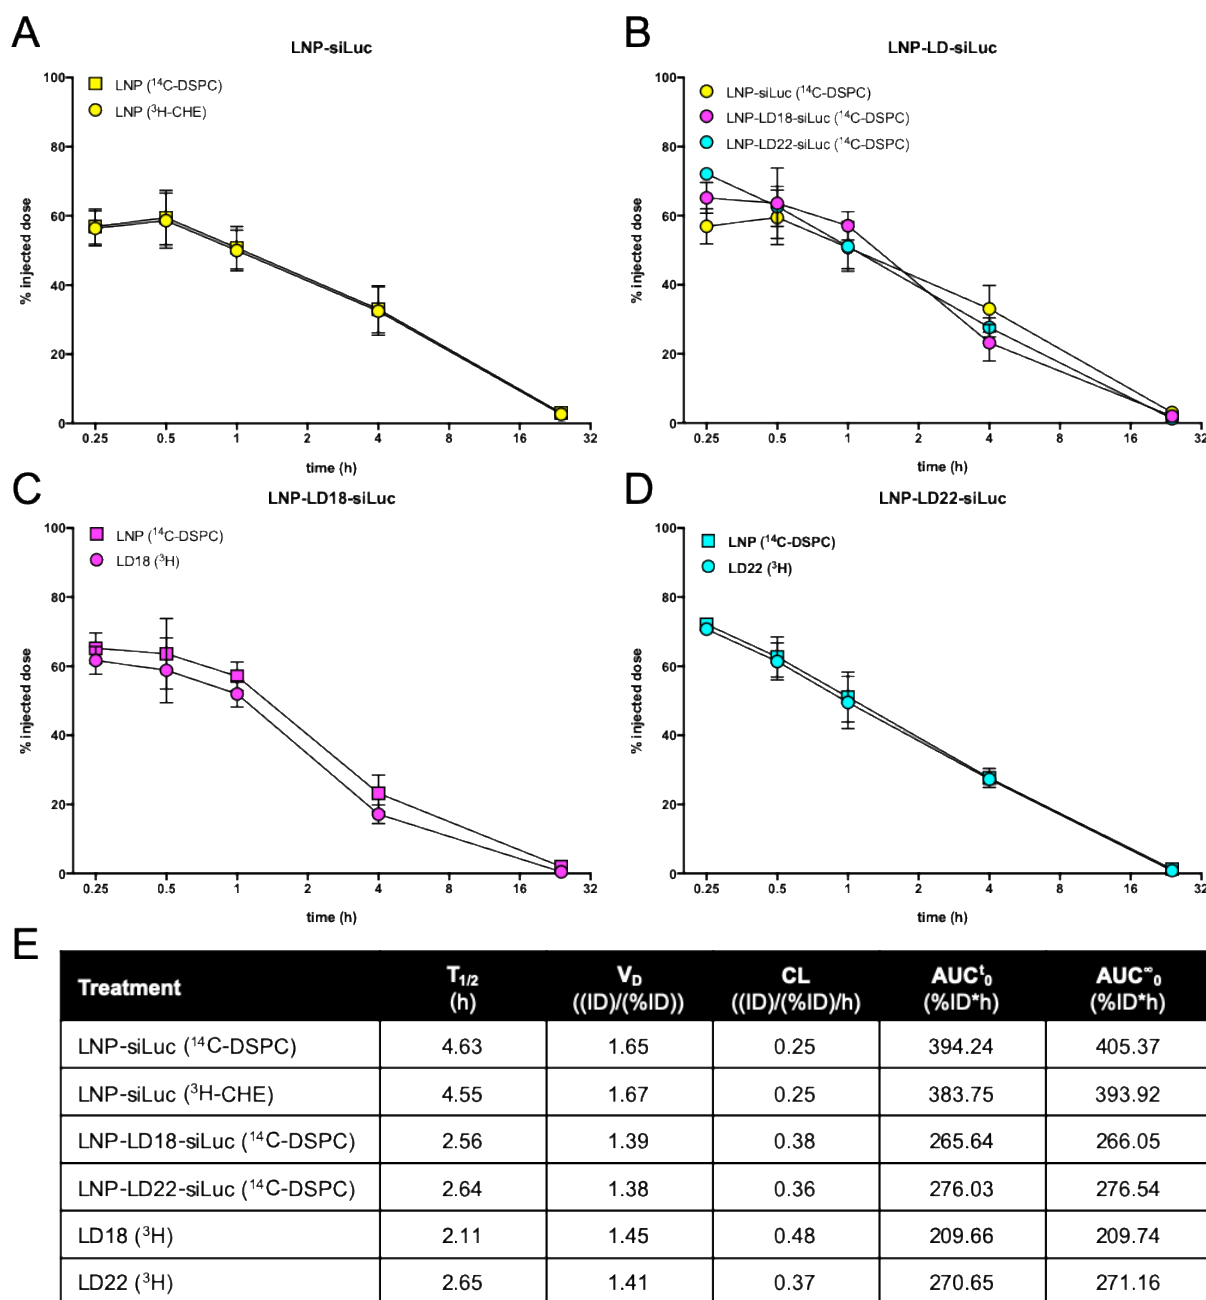 A
LNP-siLuc
LNP (¹⁴C-DSPC)
LNP (³H-CHE)
% injected dose
100
80
60
40
20
0
0.25 0.5 1 2 4 8 16 32
time (h)
B
LNP-LD-siLuc
LNP-siLuc (¹⁴C-DSPC)
LNP-LD18-siLuc (¹⁴C-DSPC)
LNP-LD22-siLuc (¹⁴C-DSPC)
% injected dose
100
80
60
40
20
0
0.25 0.5 1 2 4 8 16 32
time (h)
C
LNP-LD18-siLuc
LNP (¹⁴C-DSPC)
LD18 (³H)
% injected dose
100
80
60
40
20
0
0.25 0.5 1 2 4 8 16 32
time (h)
D
LNP-LD22-siLuc
LNP (¹⁴C-DSPC)
LD22 (³H)
% injected dose
100
80
60
40
20
0
0.25 0.5 1 2 4 8 16 32
time (h)
E
Treatment T₁/₂ (h) V_D ((ID)/(%ID)) CL ((ID)/(%ID)/h) AUCᵗ₀ (%ID*h) AUC^∞₀ (%ID*h)
LNP-siLuc (¹⁴C-DSPC) 4.63 1.65 0.25 394.24 405.37
LNP-siLuc (³H-CHE) 4.55 1.67 0.25 383.75 393.92
LNP-LD18-siLuc (¹⁴C-DSPC) 2.56 1.39 0.38 265.64 266.05
LNP-LD22-siLuc (¹⁴C-DSPC) 2.64 1.38 0.36 276.03 276.54
LD18 (³H) 2.11 1.45 0.48 209.66 209.74
LD22 (³H) 2.65 1.41 0.37 270.65 271.16